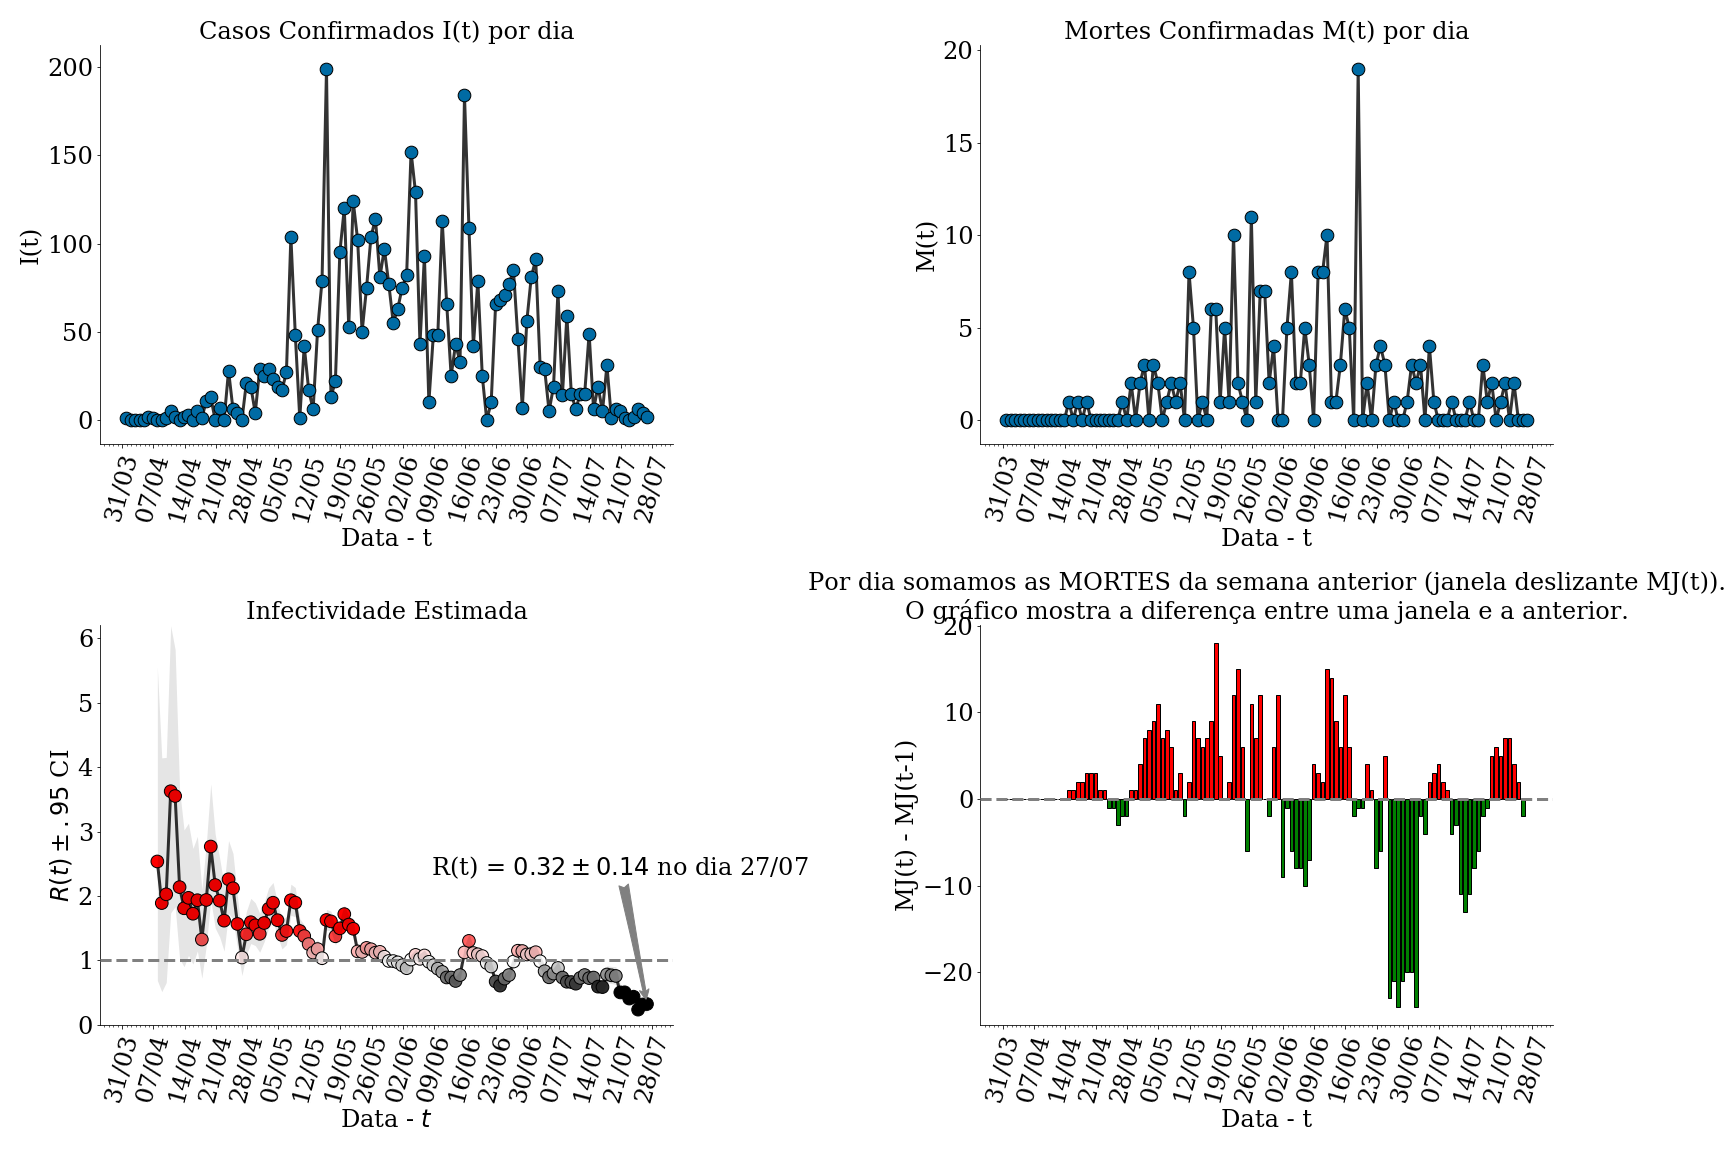 Casos Confirmados I(t) por dia
I(t)
200
150
100
50
0
31/03 07/04 14/04 21/04 28/04 05/05 12/05 19/05 26/05 02/06 09/06 16/06 23/06 30/06 07/07 14/07 21/07 28/07
Data - t
Mortes Confirmadas M(t) por dia
M(t)
20
15
10
5
0
31/03 07/04 14/04 21/04 28/04 05/05 12/05 19/05 26/05 02/06 09/06 16/06 23/06 30/06 07/07 14/07 21/07 28/07
Data - t
Infectividade Estimada
R(t) ± .95 CI
6
5
4
3
2
1
0
R(t) = 0.32 ± 0.14 no dia 27/07
31/03 07/04 14/04 21/04 28/04 05/05 12/05 19/05 26/05 02/06 09/06 16/06 23/06 30/06 07/07 14/07 21/07 28/07
Data - t
Por dia somamos as MORTES da semana anterior (janela deslizante MJ(t)).
O gráfico mostra a diferença entre uma janela e a anterior.
MJ(t) - MJ(t-1)
20
10
0
−10
−20
31/03 07/04 14/04 21/04 28/04 05/05 12/05 19/05 26/05 02/06 09/06 16/06 23/06 30/06 07/07 14/07 21/07 28/07
Data - t